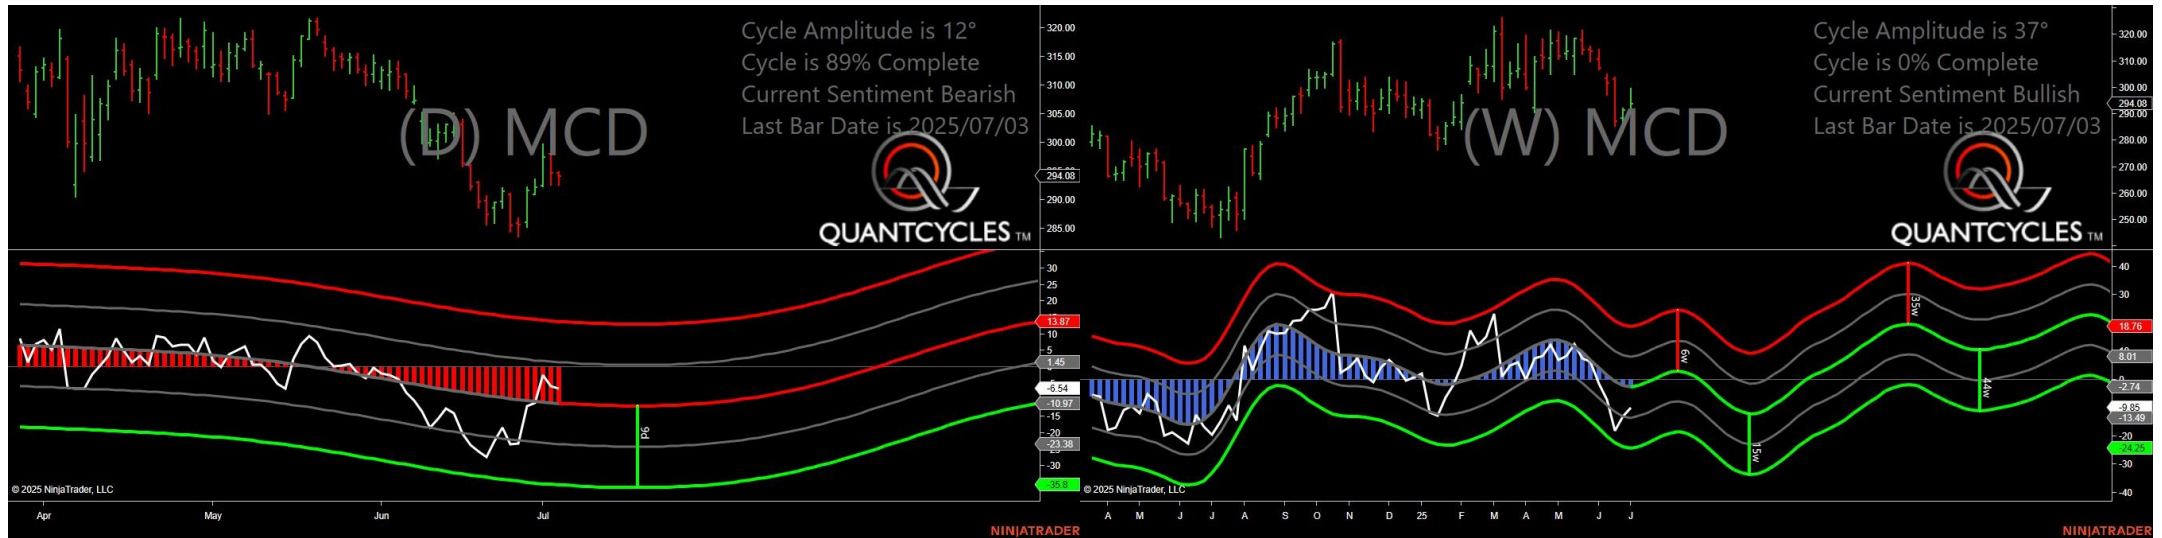 Cycle Amplitude is 12°
Cycle is 89% Complete
Current Sentiment Bearish
Last Bar Date is 2025/07/03
(D) MCD
QUANTCYCLES TM
320.00
315.00
310.00
305.00
300.00
294.08
290.00
285.00
30
25
20
13.87
10
5
1.45
-6.54
-10.97
-15
-20
-23.38
-30
-35.8
9d
© 2025 NinjaTrader, LLC
Apr
May
Jun
Jul
NINJATRADER
Cycle Amplitude is 37°
Cycle is 0% Complete
Current Sentiment Bullish
Last Bar Date is 2025/07/03
(W) MCD
QUANTCYCLES TM
320.00
310.00
300.00
294.08
290.00
280.00
270.00
260.00
250.00
40
30
18.76
8.01
0
-2.74
-9.85
-13.49
-20
-24.25
-30
-40
6w
15w
35w
44w
© 2025 NinjaTrader, LLC
A M J J A S O N D 25 F M A M J J
NINJATRADER